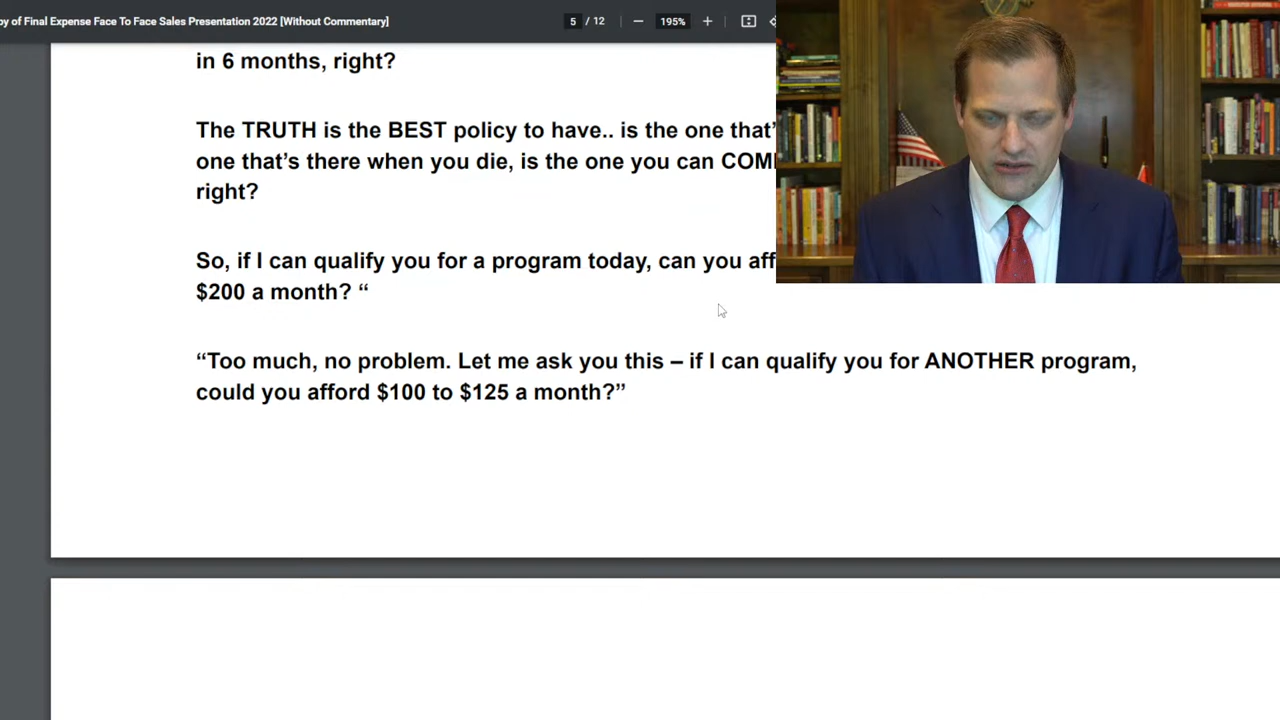 py of Final Expense Face To Face Sales Presentation 2022 [Without Commentary]
5 / 12
195%
in 6 months, right?
The TRUTH is the BEST policy to have.. is the one that'
one that's there when you die, is the one you can COM
right?
So, if I can qualify you for a program today, can you aff
$200 a month? “
“Too much, no problem. Let me ask you this – if I can qualify you for ANOTHER program,
could you afford $100 to $125 a month?”